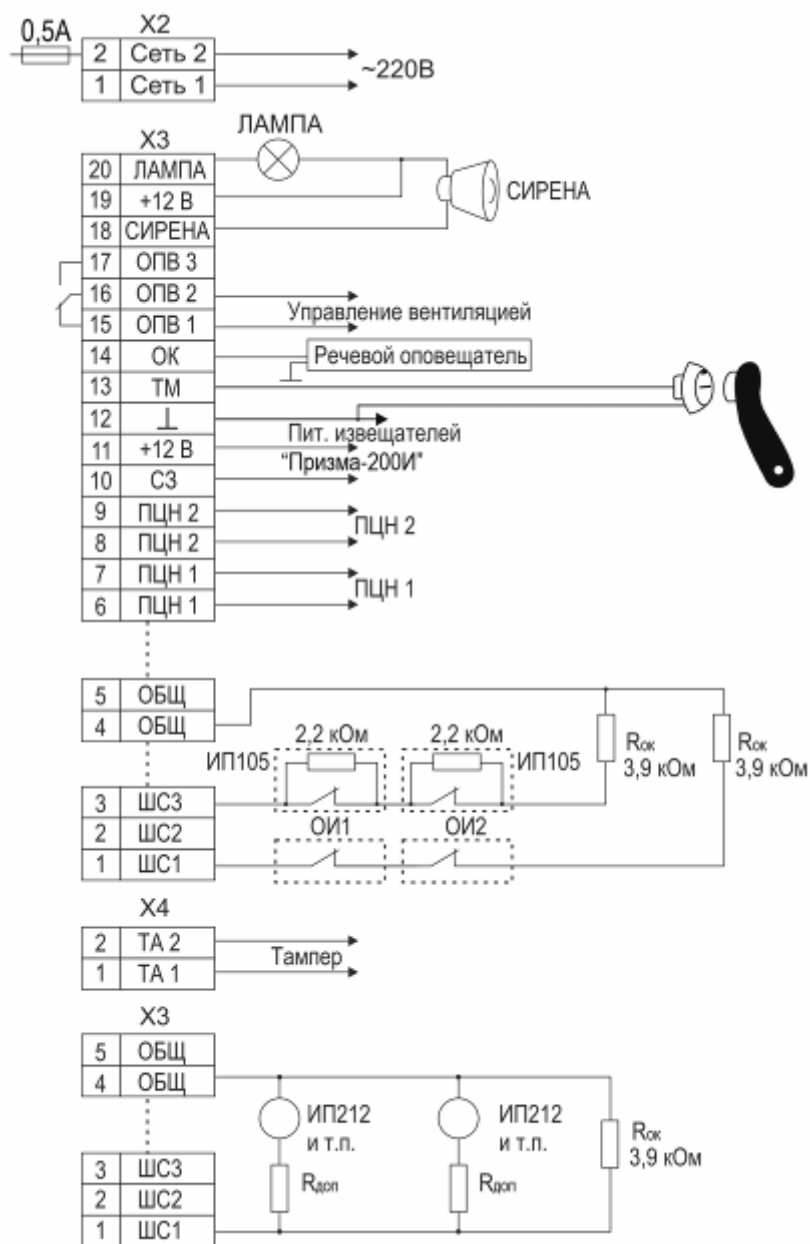 0,5А
X2
2 Сеть 2
1 Сеть 1
~220В
X3
ЛАМПА
20 ЛАМПА
19 +12 В
18 СИРЕНА
СИРЕНА
17 ОПВ 3
16 ОПВ 2
15 ОПВ 1
Управление вентиляцией
14 ОК
Речевой оповещатель
13 ТМ
12 ⊥
11 +12 В
Пит. извещателей
"Призма-200И"
10 СЗ
9 ПЦН 2
8 ПЦН 2
ПЦН 2
7 ПЦН 1
6 ПЦН 1
ПЦН 1
5 ОБЩ
4 ОБЩ
2,2 кОм 2,2 кОм
ИП105 ИП105
Rок
3,9 кОм
Rок
3,9 кОм
3 ШС3
2 ШС2
1 ШС1
ОИ1 ОИ2
X4
2 ТА 2
1 ТА 1
Тампер
X3
5 ОБЩ
4 ОБЩ
ИП212
и т.п.
ИП212
и т.п.
Rдоп Rдоп
Rок
3,9 кОм
3 ШС3
2 ШС2
1 ШС1